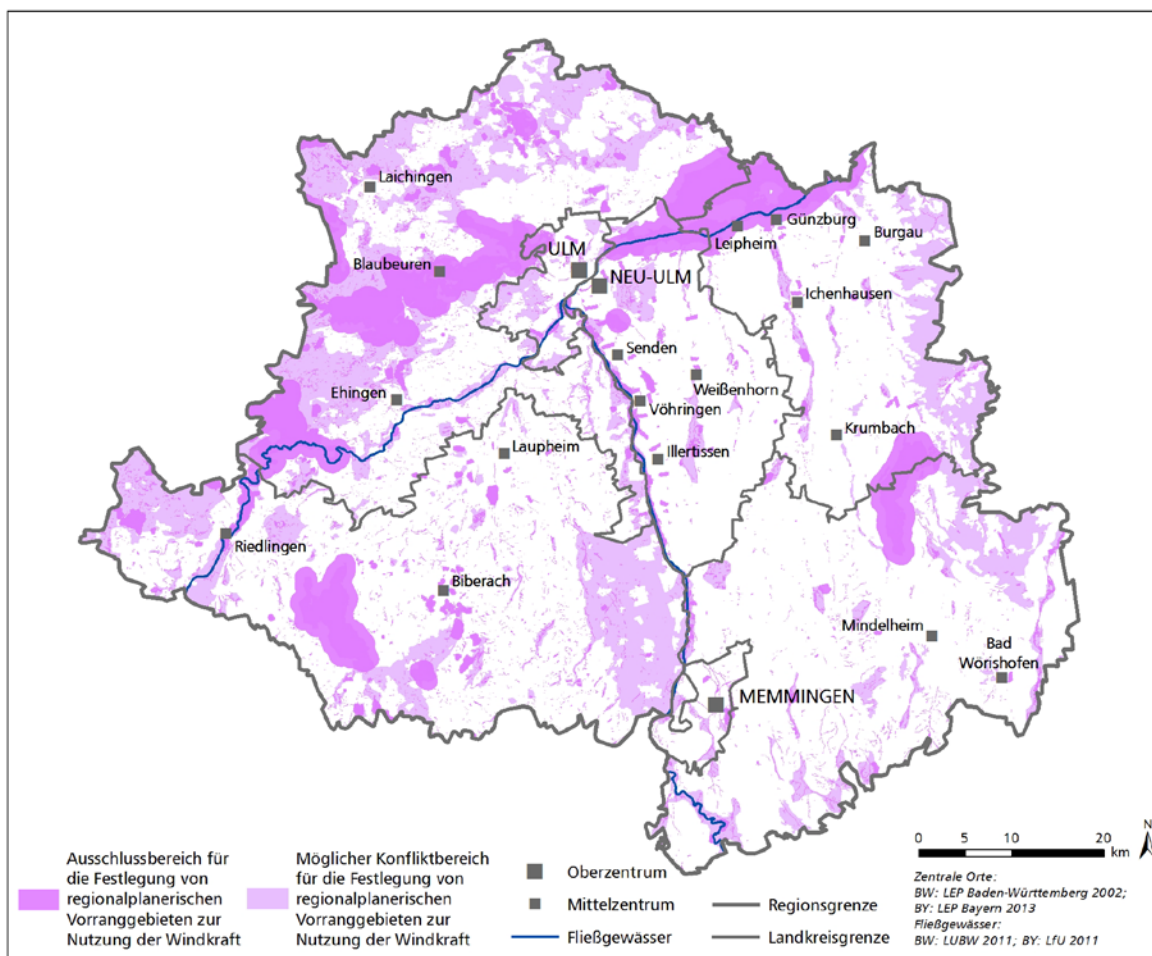 Laichingen
Blaubeuren
ULM
NEU-ULM
Leipheim
Günzburg
Burgau
Ichenhausen
Senden
Weißenhorn
Ehingen
Vöhringen
Krumbach
Laupheim
Illertissen
Riedlingen
Biberach
Mindelheim
Bad
Wörishofen
MEMMINGEN
Ausschlussbereich für
die Festlegung von
regionalplanerischen
Vorranggebieten zur
Nutzung der Windkraft
Möglicher Konfliktbereich
für die Festlegung von
regionalplanerischen
Vorranggebieten zur
Nutzung der Windkraft
Oberzentrum
Mittelzentrum
Fließgewässer
Regionsgrenze
Landkreisgrenze
0 5 10 20
km
N
Zentrale Orte:
BW: LEP Baden-Württemberg 2002;
BY: LEP Bayern 2013
Fließgewässer:
BW: LUBW 2011; BY: LfU 2011